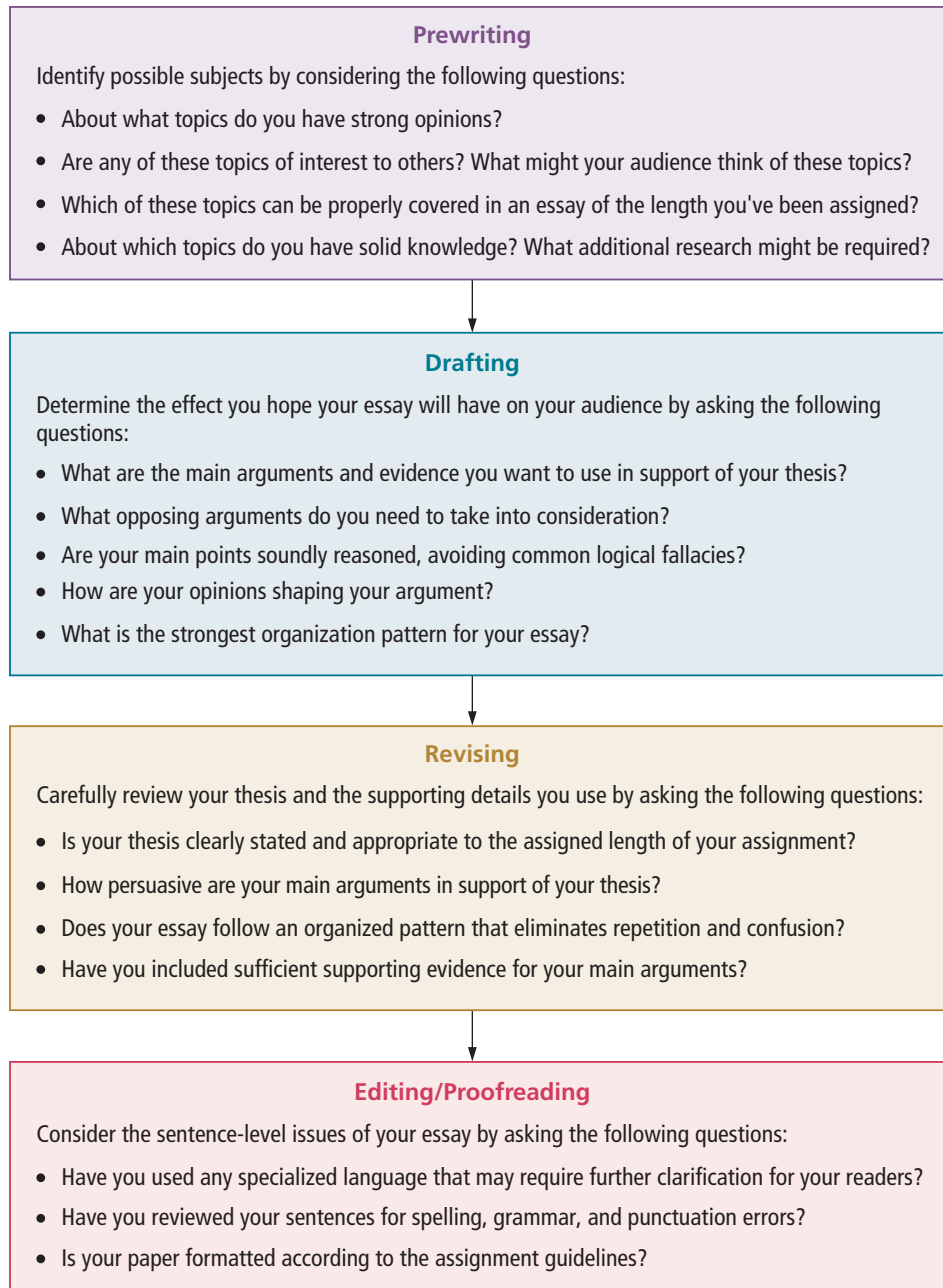 Prewriting
Identify possible subjects by considering the following questions:
• About what topics do you have strong opinions?
• Are any of these topics of interest to others? What might your audience think of these topics?
• Which of these topics can be properly covered in an essay of the length you've been assigned?
• About which topics do you have solid knowledge? What additional research might be required?
Drafting
Determine the effect you hope your essay will have on your audience by asking the following
questions:
• What are the main arguments and evidence you want to use in support of your thesis?
• What opposing arguments do you need to take into consideration?
• Are your main points soundly reasoned, avoiding common logical fallacies?
• How are your opinions shaping your argument?
• What is the strongest organization pattern for your essay?
Revising
Carefully review your thesis and the supporting details you use by asking the following questions:
• Is your thesis clearly stated and appropriate to the assigned length of your assignment?
• How persuasive are your main arguments in support of your thesis?
• Does your essay follow an organized pattern that eliminates repetition and confusion?
• Have you included sufficient supporting evidence for your main arguments?
Editing/Proofreading
Consider the sentence-level issues of your essay by asking the following questions:
• Have you used any specialized language that may require further clarification for your readers?
• Have you reviewed your sentences for spelling, grammar, and punctuation errors?
• Is your paper formatted according to the assignment guidelines?